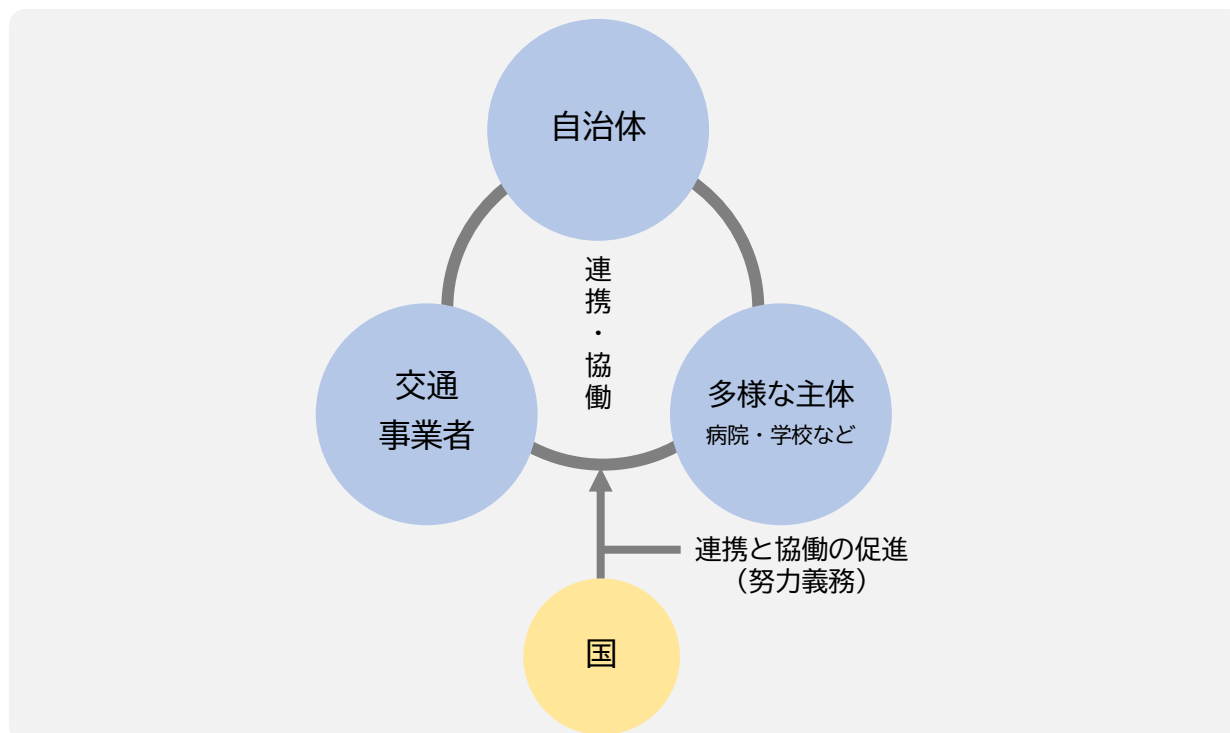 自治体
連携・協働
交通
事業者
多様な主体
病院・学校など
連携と協働の促進
（努力義務）
国